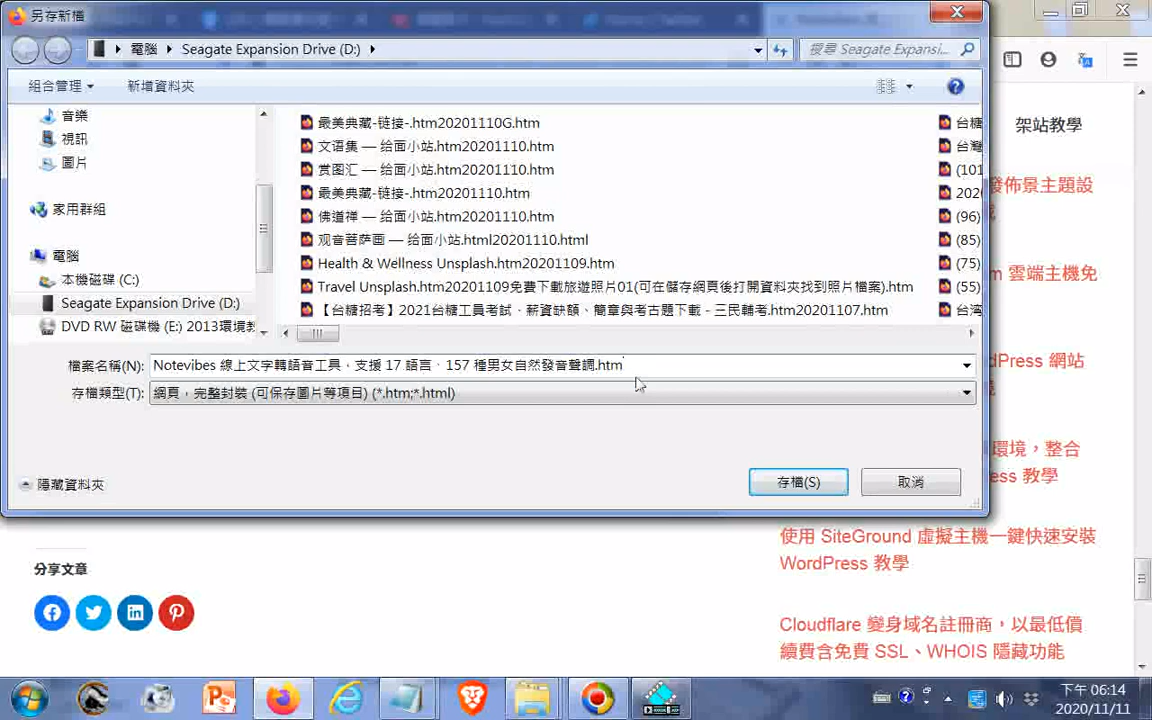 另存新檔
電腦 Seagate Expansion Drive (D:)
搜尋 Seagate Expansi...
組合管理 新增資料夾
音樂
視訊
圖片
家用群組
電腦
本機磁碟 (C:)
Seagate Expansion Drive (D:)
DVD RW 磁碟機 (E:) 2013環境教
最美典藏-链接-.htm20201110G.htm
文语集 — 给面小站.htm20201110.htm
赏图汇 — 给面小站.htm20201110.htm
最美典藏-链接-.htm20201110.htm
佛道禅 — 给面小站.htm20201110.htm
观音菩萨画 — 给面小站.html20201110.html
Health & Wellness Unsplash.htm20201109.htm
Travel Unsplash.htm20201109免費下載旅遊照片01(可在儲存網頁後打開資料夾找到照片檔案).htm
【台糖招考】2021台糖工員考試．薪資缺額、簡章與考古題下載 - 三民輔考.htm20201107.htm
台糖
台灣
(101
202
(96)
(85)
(75)
(55)
台湾
檔案名稱(N): Notevibes 線上文字轉語音工具，支援 17 語言、157 種男女自然發音聲調.htm
存檔類型(T): 網頁，完整封裝 (可保存圖片等項目) (*.htm;*.html)
隱藏資料夾
存檔(S) 取消
架站教學
發佈景主題設
m 雲端主機免
dPress 網站
環境，整合
ess 教學
使用 SiteGround 虛擬主機一鍵快速安裝
WordPress 教學
Cloudflare 變身域名註冊商，以最低價
續費含免費 SSL、WHOIS 隱藏功能
分享文章
下午 06:14
2020/11/11